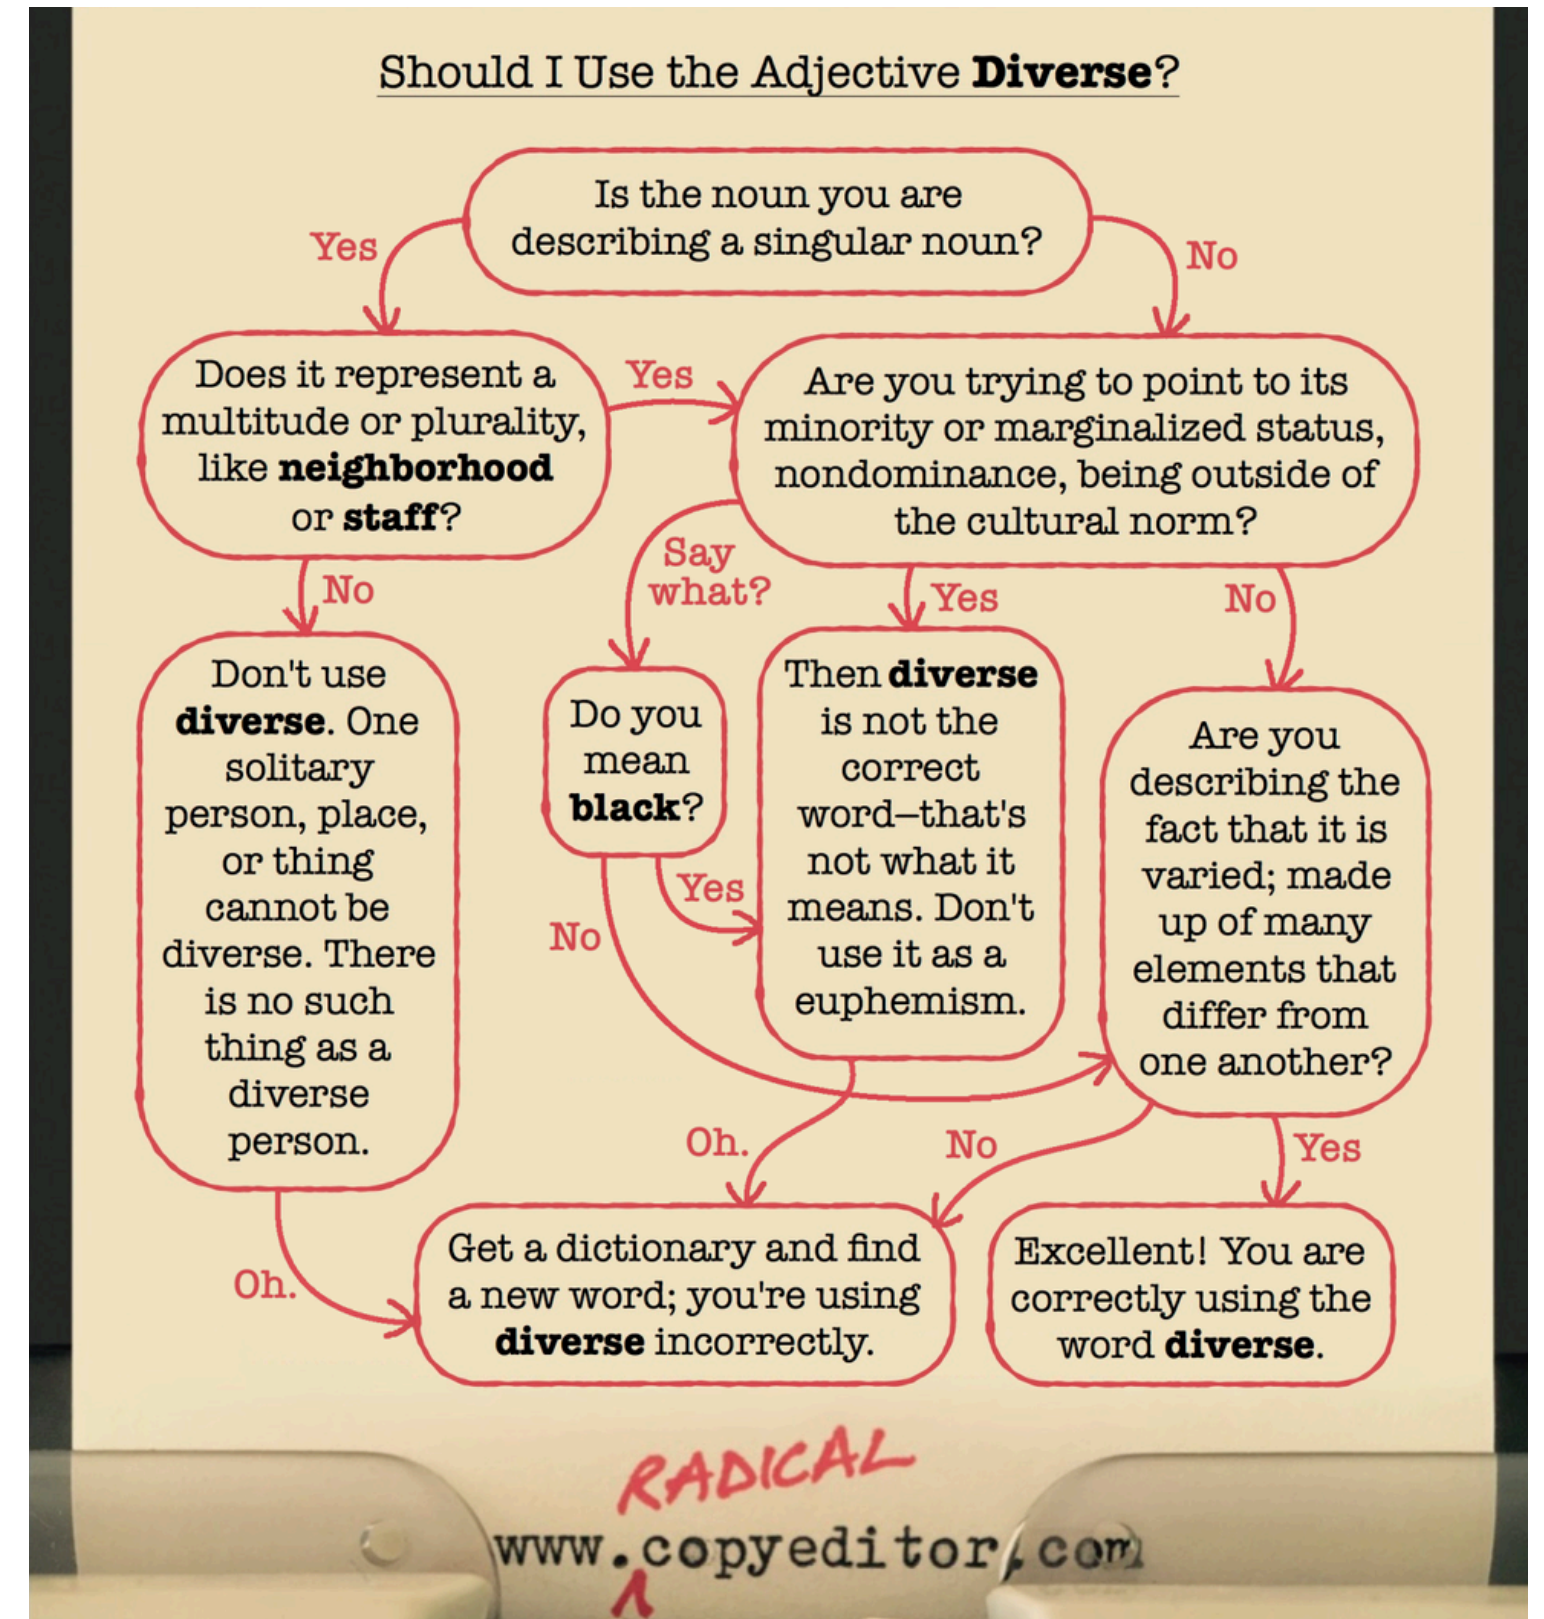 Should I Use the Adjective Diverse?
Is the noun you are
describing a singular noun?
Yes
No
Does it represent a
multitude or plurality,
like neighborhood
or staff?
Yes
Are you trying to point to its
minority or marginalized status,
nondominance, being outside of
the cultural norm?
No
Say
what?
Yes
No
Don't use
diverse. One
solitary
person, place,
or thing
cannot be
diverse. There
is no such
thing as a
diverse
person.
Do you
mean
black?
Then diverse
is not the
correct
word—that's
not what it
means. Don't
use it as a
euphemism.
Are you
describing the
fact that it is
varied; made
up of many
elements that
differ from
one another?
Yes
No
Oh.
No
Yes
Oh.
Get a dictionary and find
a new word; you're using
diverse incorrectly.
Excellent! You are
correctly using the
word diverse.
RADICAL
www.copyeditor.com